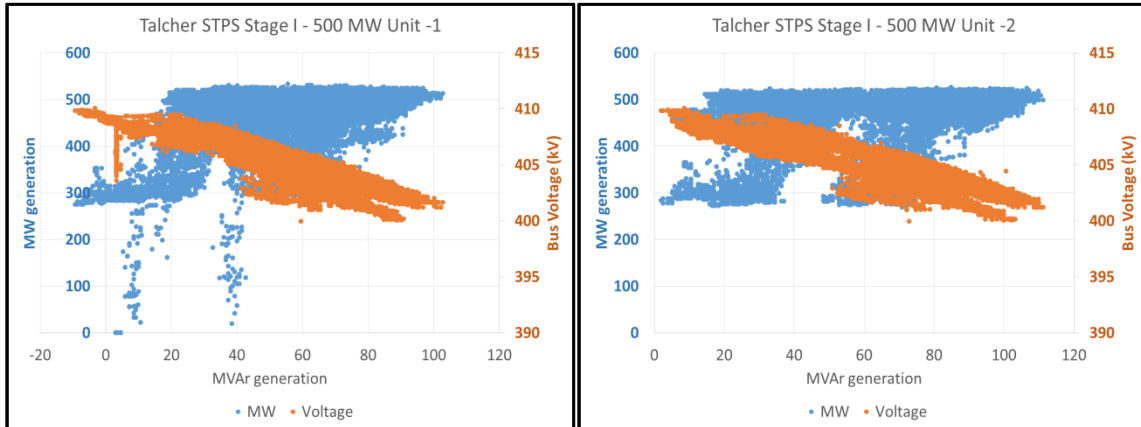 Talcher STPS Stage I - 500 MW Unit -1
600
500
400
300
200
100
0
MW generation
415
410
405
400
395
390
Bus Voltage (kV)
-20 0 20 40 60 80 100 120
MVAr generation
MW Voltage
Talcher STPS Stage I - 500 MW Unit -2
600
500
400
300
200
100
0
MW generation
415
410
405
400
395
390
Bus Voltage (kV)
0 20 40 60 80 100 120
MVAr generation
MW Voltage